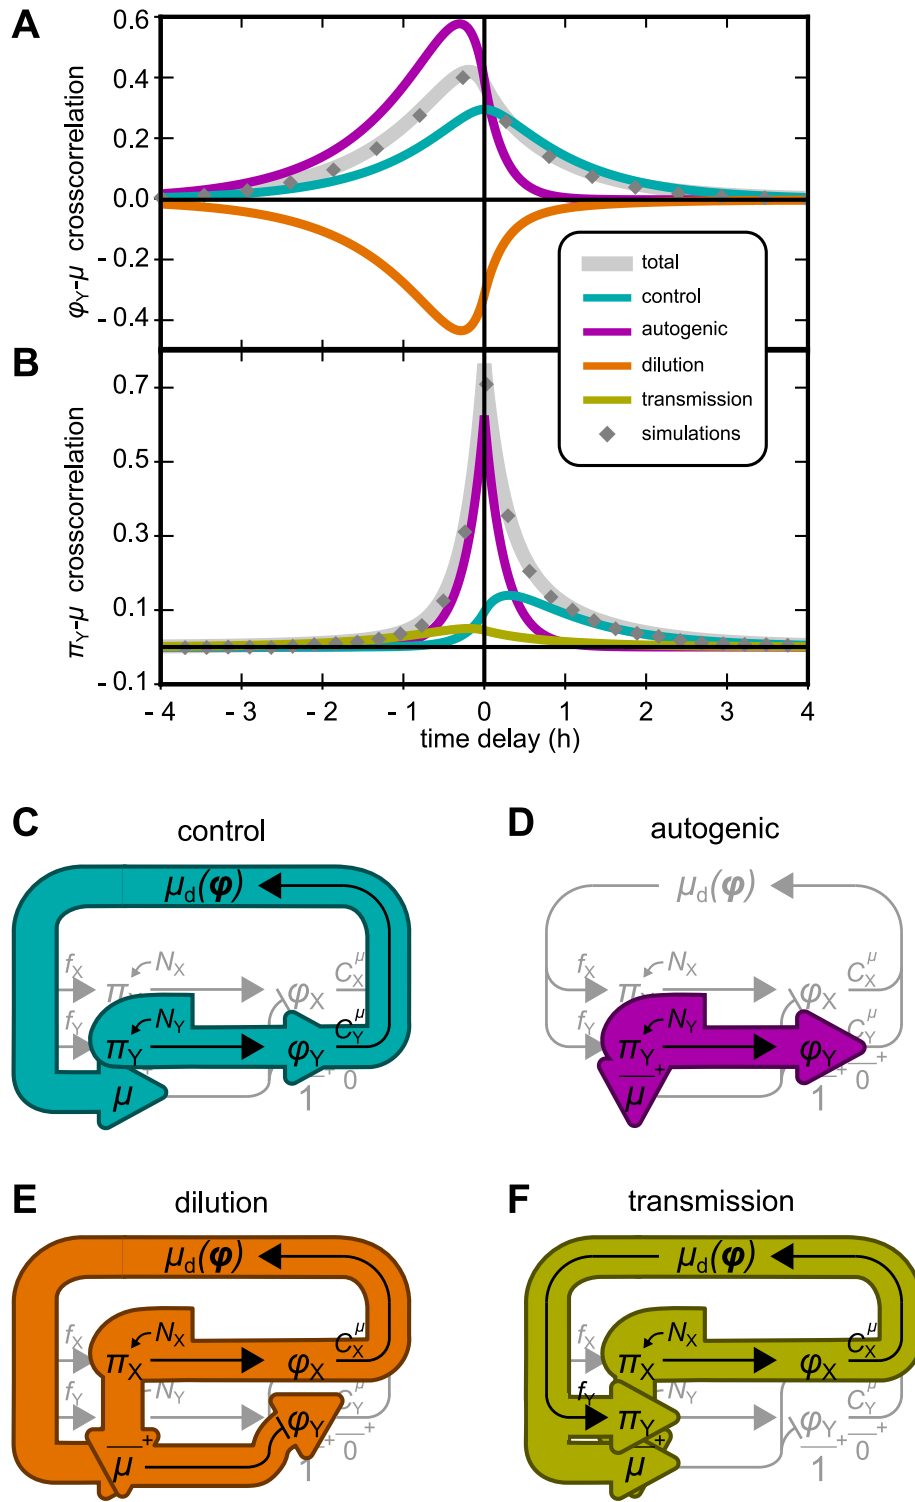 A
0.6
0.4
0.2
0.0
- 0.2
- 0.4
φY-μ crosscorrelation
total
control
autogenic
dilution
transmission
simulations
B
0.7
0.5
0.3
0.1
-0.1
πY-μ crosscorrelation
- 4
- 3
- 2
- 1
0
1
2
3
4
time delay (h)
C
control
μd(φ)
fX
NX
φX
CXμ
fY
πY
NY
φY
CYμ
μ
1
+
0
D
autogenic
μd(φ)
fX
NX
φX
CXμ
fY
πY
NY
φY
CYμ
μ
+
1
+
0
+
E
dilution
μd(φ)
fX
πX
NX
φX
CXμ
fY
NY
φY
CYμ
μ
+
1
+
0
+
F
transmission
μd(φ)
fX
πX
NX
φX
CXμ
fY
πY
NY
φY
CYμ
μ
1
+
0
+